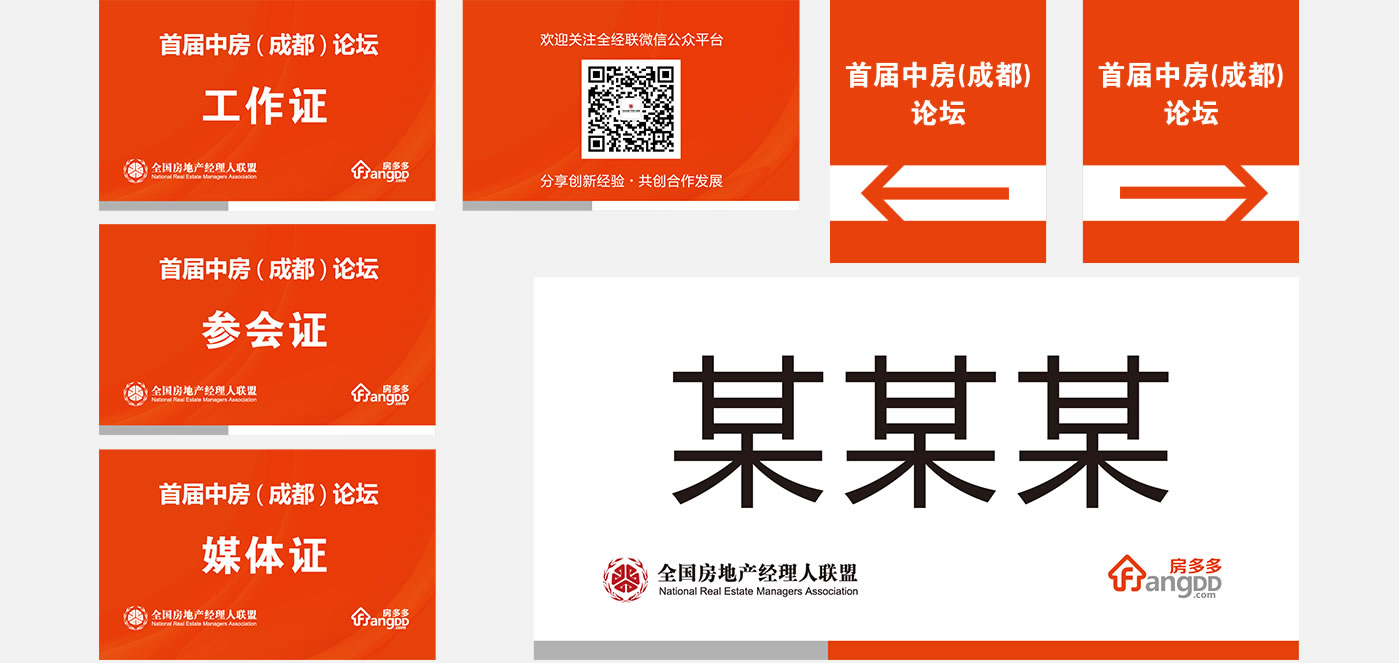 首届中房（成都）论坛
工作证
全国房地产经理人联盟
National Real Estate Managers Association
房多多
FangDD
.com
欢迎关注全经联微信公众平台
分享创新经验·共创合作发展
首届中房(成都)
论坛
首届中房(成都)
论坛
首届中房（成都）论坛
参会证
全国房地产经理人联盟
National Real Estate Managers Association
房多多
FangDD
.com
首届中房（成都）论坛
媒体证
全国房地产经理人联盟
National Real Estate Managers Association
房多多
FangDD
.com
某某某
全国房地产经理人联盟
National Real Estate Managers Association
房多多
FangDD
.com